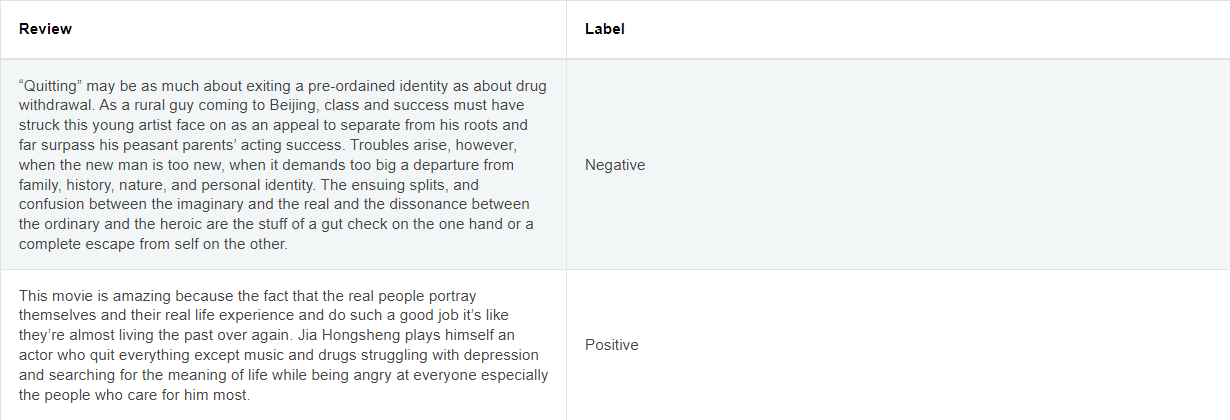 Review Label
“Quitting” may be as much about exiting a pre-ordained identity as about drug
withdrawal. As a rural guy coming to Beijing, class and success must have
struck this young artist face on as an appeal to separate from his roots and
far surpass his peasant parents’ acting success. Troubles arise, however,
when the new man is too new, when it demands too big a departure from
family, history, nature, and personal identity. The ensuing splits, and
confusion between the imaginary and the real and the dissonance between
the ordinary and the heroic are the stuff of a gut check on the one hand or a
complete escape from self on the other.
Negative
This movie is amazing because the fact that the real people portray
themselves and their real life experience and do such a good job it’s like
they’re almost living the past over again. Jia Hongsheng plays himself an
actor who quit everything except music and drugs struggling with depression
and searching for the meaning of life while being angry at everyone especially
the people who care for him most.
Positive